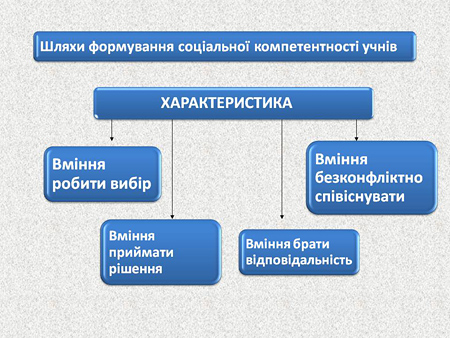 Шляхи формування соціальної компетентності учнів
ХАРАКТЕРИСТИКА
Вміння
робити вибір
Вміння
безконфліктно
співіснувати
Вміння
приймати
рішення
Вміння брати
відповідальність